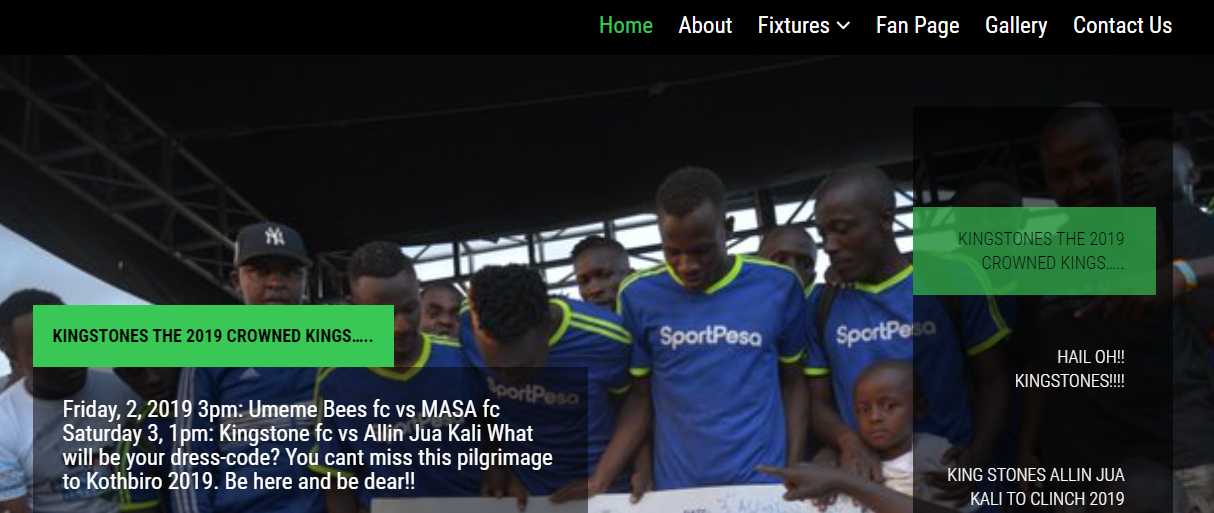 Home About Fixtures Fan Page Gallery Contact Us
KINGSTONES THE 2019 CROWNED KINGS.....
Friday, 2, 2019 3pm: Umeme Bees fc vs MASA fc
Saturday 3, 1pm: Kingstone fc vs Allin Jua Kali What
will be your dress-code? You cant miss this pilgrimage
to Kothbiro 2019. Be here and be dear!!
SportPesa
SportPesa
SportPesa
KINGSTONES THE 2019
CROWNED KINGS.....
HAIL OH!!
KINGSTONES!!!!
KING STONES ALLIN JUA
KALI TO CLINCH 2019